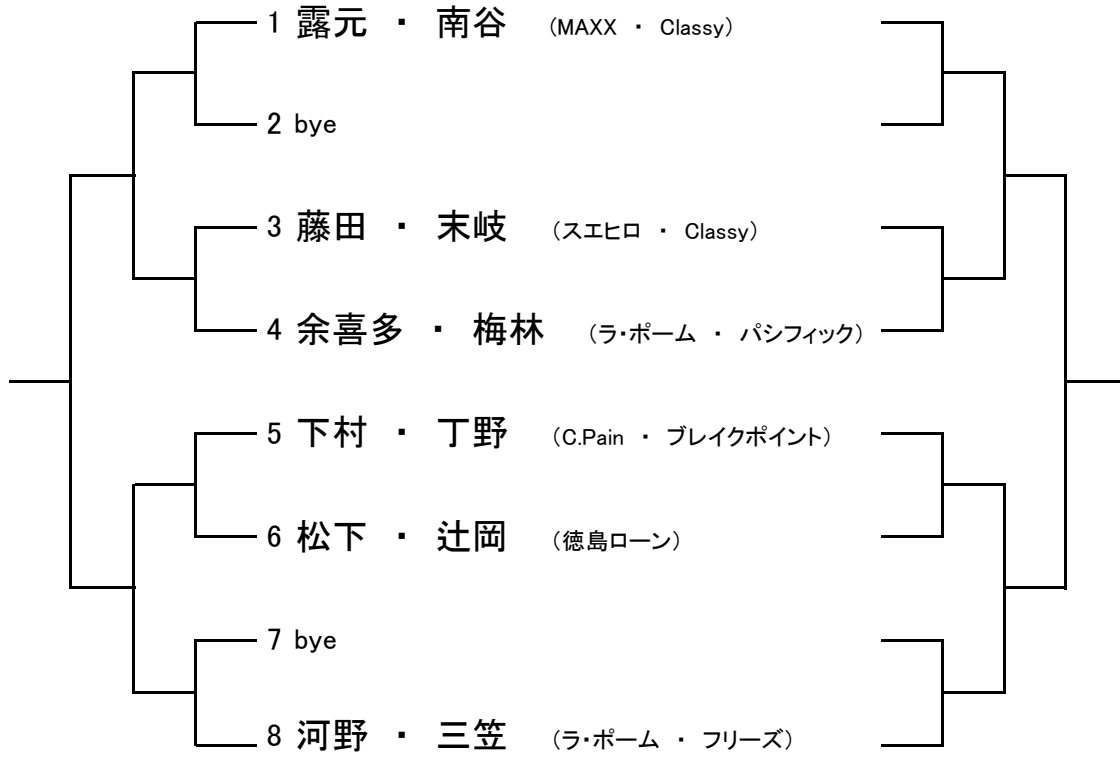 1 露元 ・ 南谷 （MAXX ・ Classy）
2 bye
3 藤田 ・ 末岐 （スエヒロ ・ Classy）
4 余喜多 ・ 梅林 （ラ・ポーム ・ パシフィック）
5 下村 ・ 丁野 （C.Pain ・ ブレイクポイント）
6 松下 ・ 辻岡 （徳島ローン）
7 bye
8 河野 ・ 三笠 （ラ・ポーム ・ フリーズ）